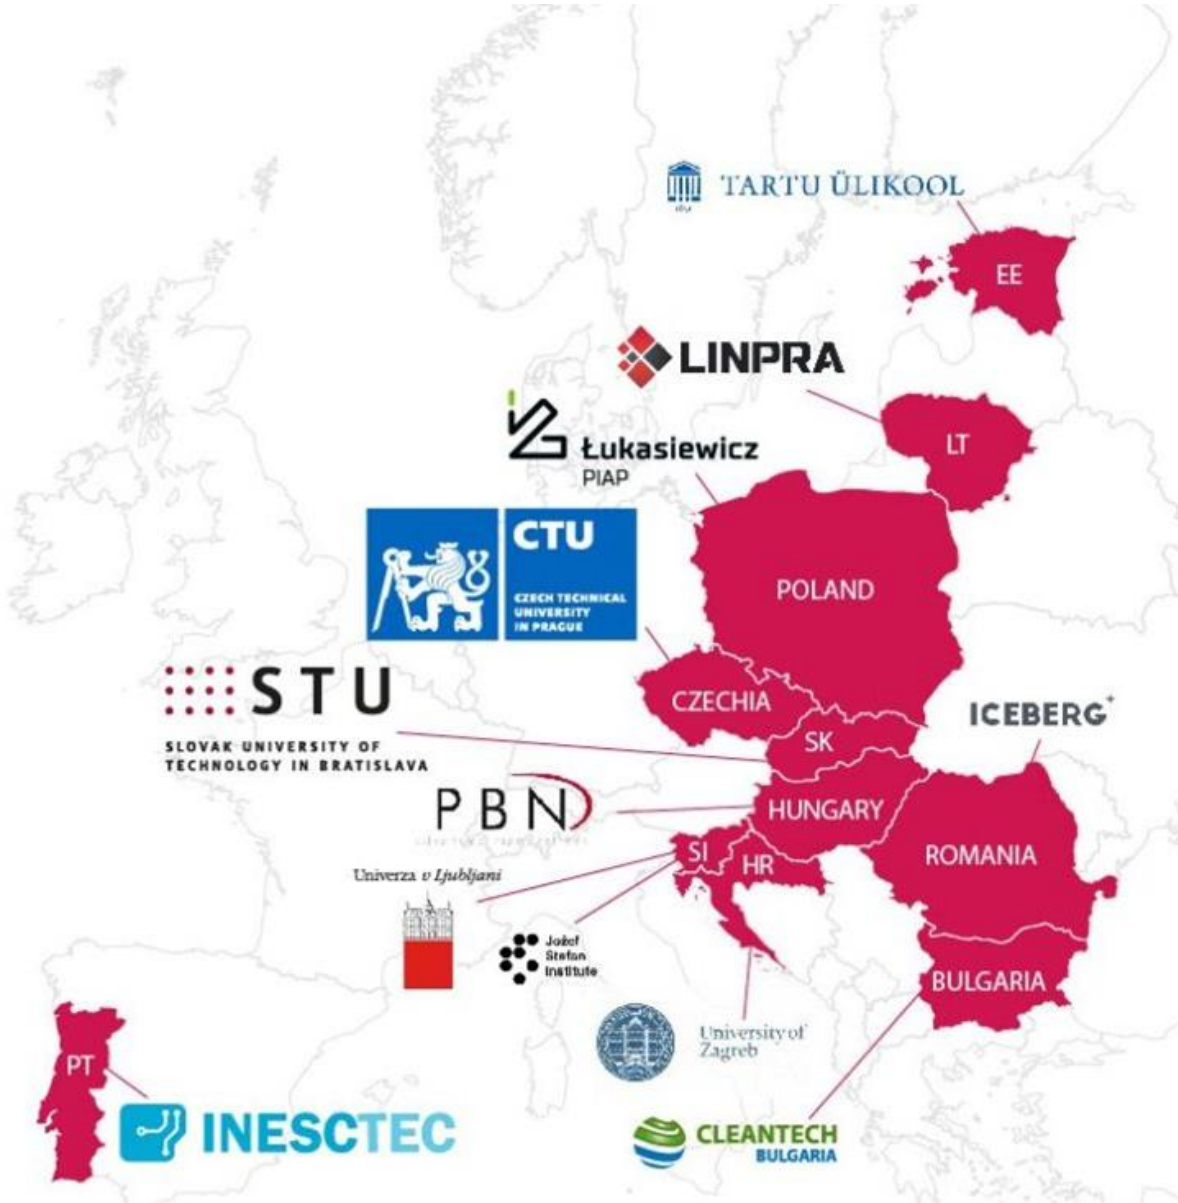 TARTU ÜLIKOOL
EE
LINPRA
LT
Łukasiewicz
PIAP
CTU
CZECH TECHNICAL
UNIVERSITY
IN PRAGUE
POLAND
STU
SLOVAK UNIVERSITY OF
TECHNOLOGY IN BRATISLAVA
CZECHIA
ICEBERG+
SK
PBN
HUNGARY
SI
HR
ROMANIA
Univerza v Ljubljani
Jožef
Stefan
Institute
BULGARIA
University of
Zagreb
PT
INESCTEC
CLEANTECH
BULGARIA